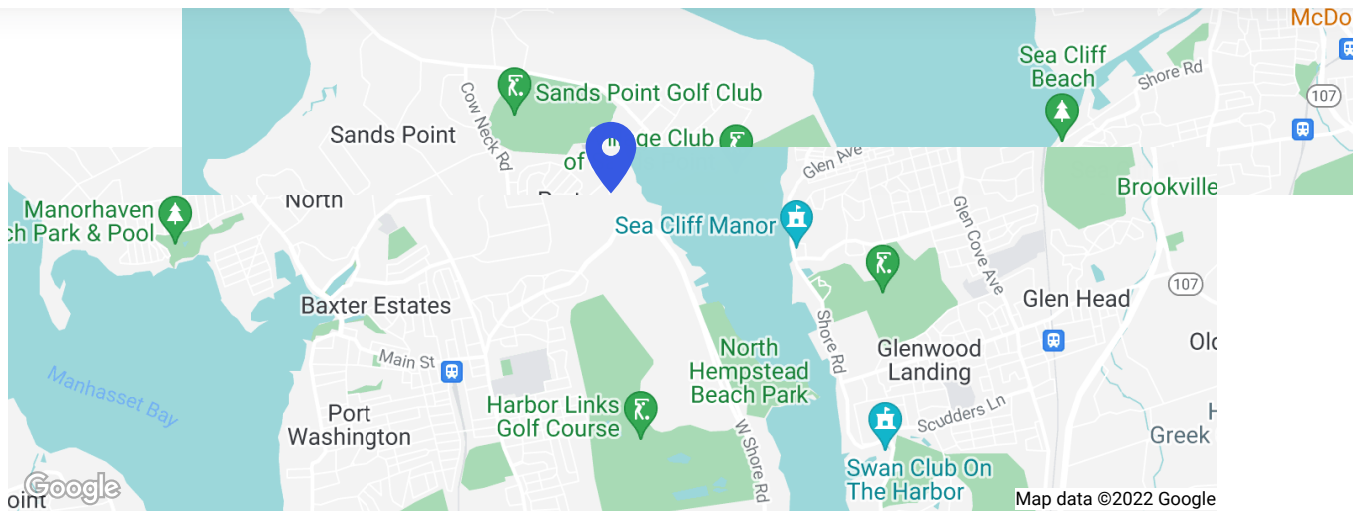 McDo
Sea Cliff
Beach
Shore Rd
107
Sands Point Golf Club
Cow Neck Rd
Sands Point
Club
of
Glen Ave
North
Brookville
Manorhaven
ch Park & Pool
Sea Cliff Manor
Glen Cove Ave
107
Baxter Estates
Glen Head
Shore Rd
Main St
North
Hempstead
Beach Park
Glenwood
Landing
Manhasset Bay
Harbor Links
Golf Course
Port
Washington
Scudders Ln
Greek
W Shore Rd
Swan Club On
The Harbor
Google
oint
Map data ©2022 Google